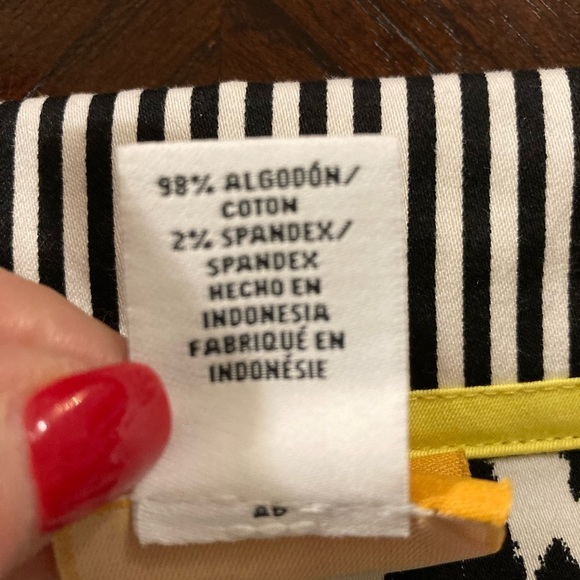 98% ALGODÓN/
COTON
2% SPANDEX/
SPANDEX
HECHO EN
INDONESIA
FABRIQUÉ EN
INDONÉSIE